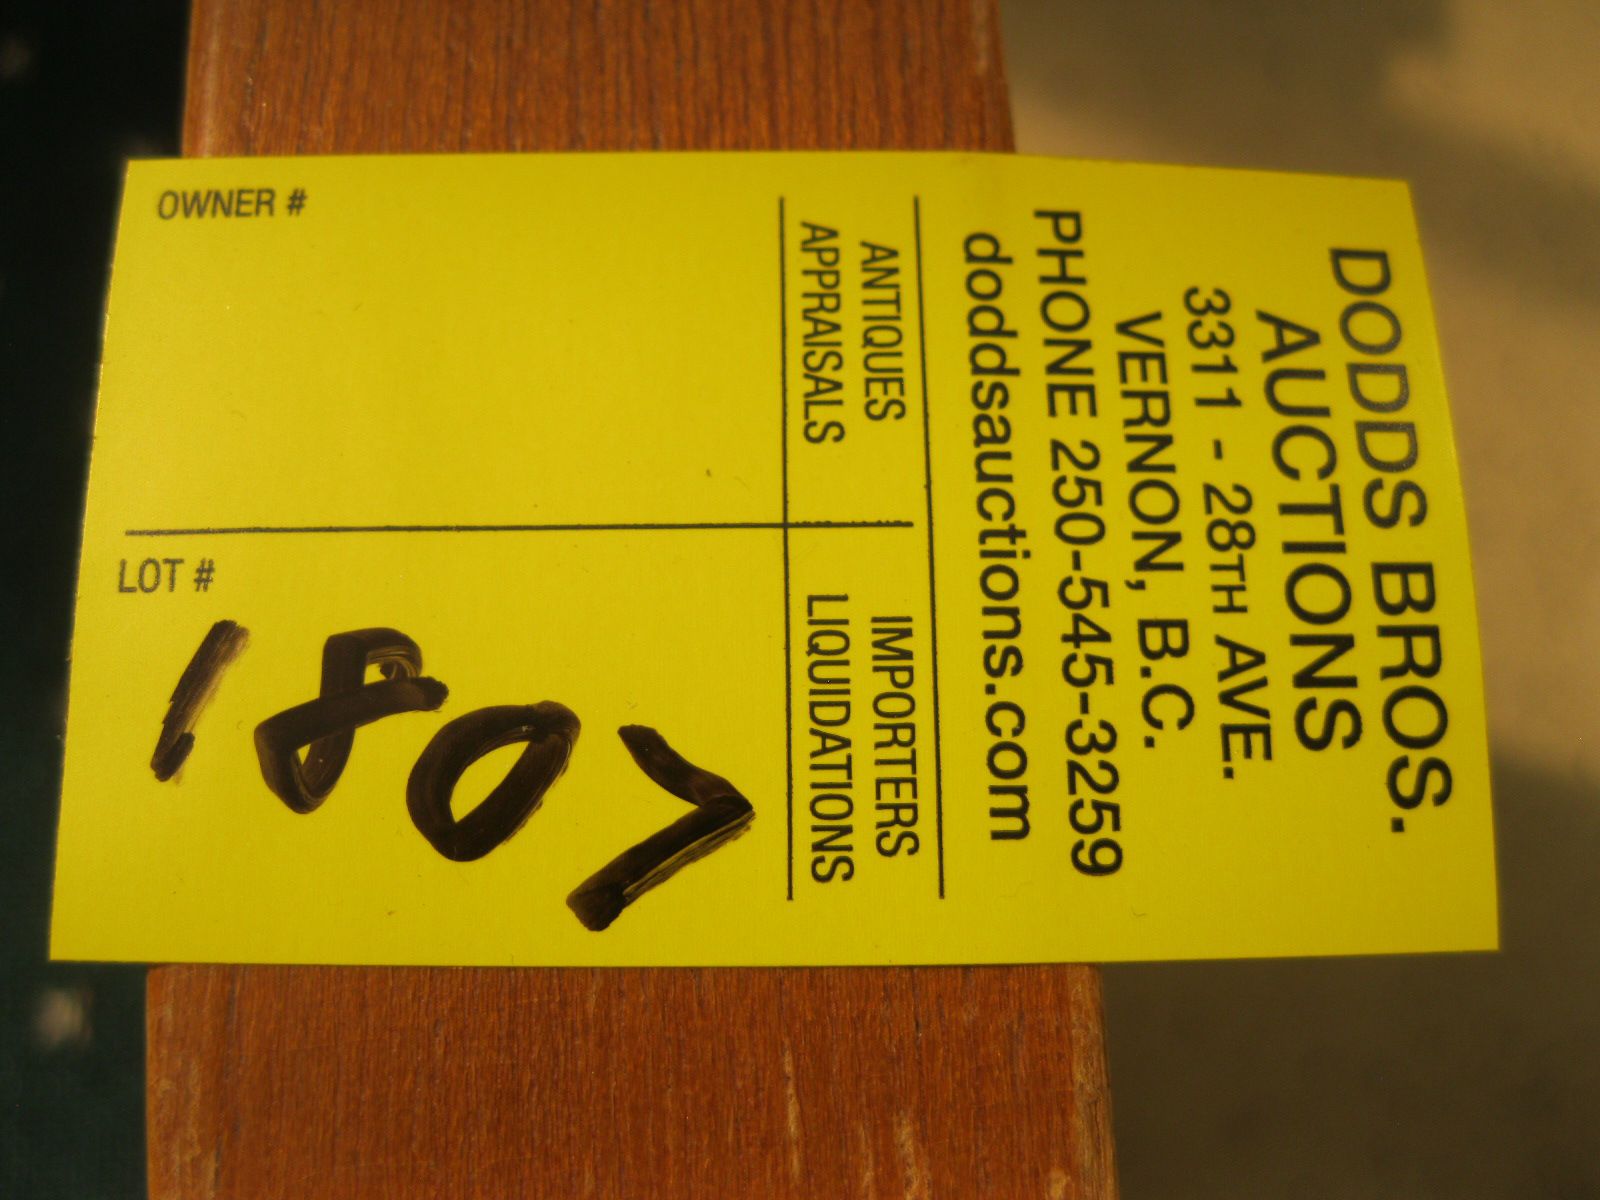 DODDS BROS.
AUCTIONS
3311 - 28TH AVE.
VERNON, B.C.
PHONE 250-545-3259
doddsauctions.com
ANTIQUES
APPRAISALS
IMPORTERS
LIQUIDATIONS
OWNER #
LOT #
1807